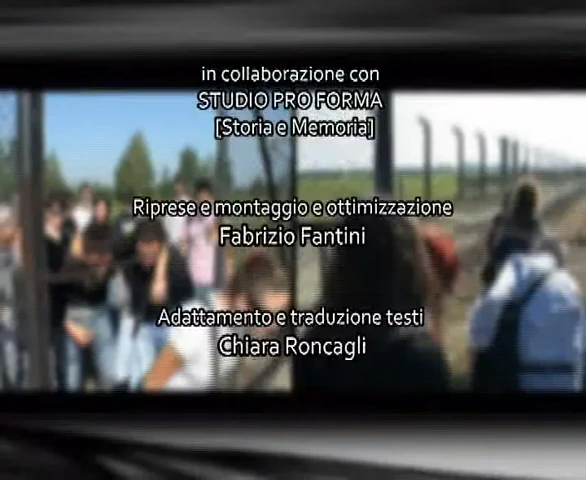 in collaborazione con
STUDIO PRO FORMA
[Storia e Memoria]
Riprese e montaggio e ottimizzazione
Fabrizio Fantini
Adattamento e traduzione testi
Chiara Roncagli